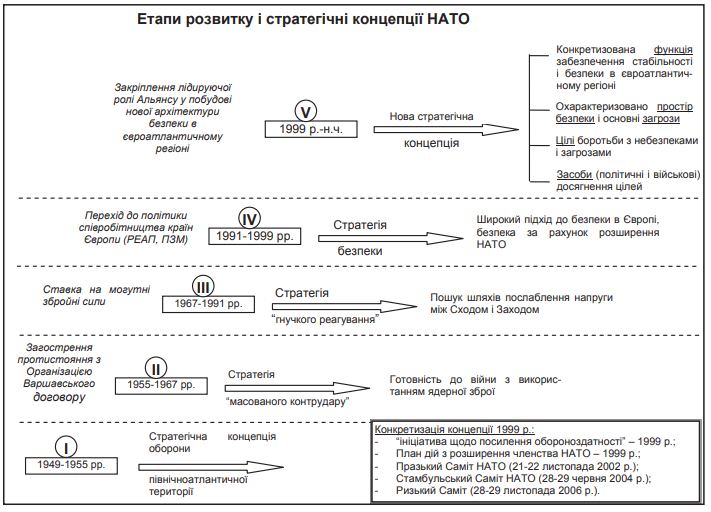 Етапи розвитку і стратегічні концепції НАТО
Закріплення лідируючої
ролі Альянсу у побудові
нової архітектури
безпеки в
євроатлантичному
регіоні
V
1999 р.-н.ч.
Нова стратегічна
концепція
Конкретизована функція
забезпечення стабільності
і безпеки в євроатлантич-
ному регіоні
Охарактеризовано простір
безпеки і основні загрози
Цілі боротьби з небезпеками
і загрозами
Засоби (політичні і військові)
досягнення цілей
Перехід до політики
співробітництва країн
Європи (РЕАП, ПЗМ)
IV
1991-1999 рр.
Стратегія
безпеки
Широкий підхід до безпеки в Європі,
безпека за рахунок розширення
НАТО
Ставка на могутні
збройні сили
III
1967-1991 рр.
Стратегія
“гнучкого реагування”
Пошук шляхів послаблення напруги
між Сходом і Заходом
Загострення
протистояння з
Організацією
Варшавського
договору
II
1955-1967 рр.
Стратегія
“масованого контрудару”
Готовність до війни з викорис-
танням ядерної зброї
I
1949-1955 рр.
Стратегічна концепція
оборони
північноатлантичної
території
Конкретизація концепції 1999 р.:
- “ініціатива щодо посилення обороноздатності” – 1999 р.;
- План дій з розширення членства НАТО – 1999 р.;
- Празький Саміт НАТО (21-22 листопада 2002 р.);
- Стамбульський Саміт НАТО (28-29 червня 2004 р.);
- Ризький Саміт (28-29 листопада 2006 р.).